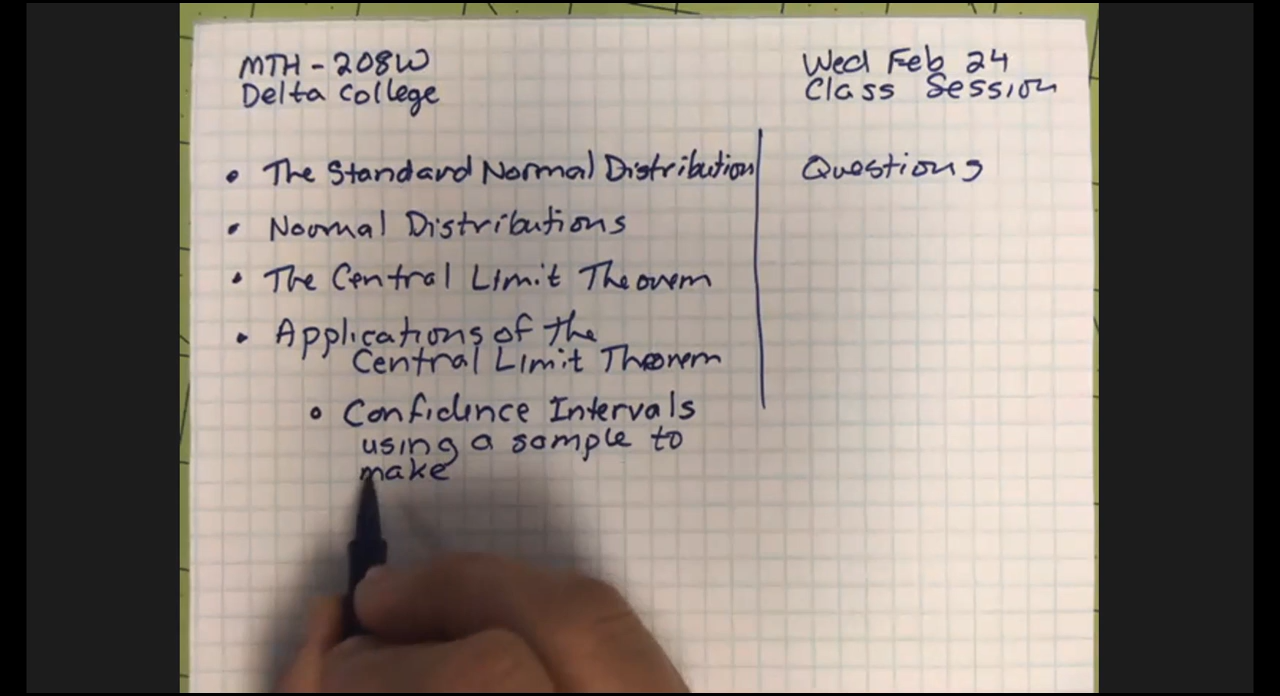 MTH - 208W
Delta College
Wed Feb 24
Class Session
• The Standard Normal Distribution
• Normal Distributions
• The Central Limit Theorem
• Applications of the
Central Limit Theorem
◦ Confidence Intervals
using a sample to
make
Questions